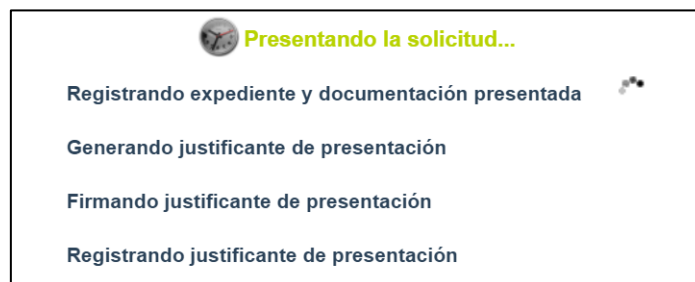 Presentando la solicitud...
Registrando expediente y documentación presentada
Generando justificante de presentación
Firmando justificante de presentación
Registrando justificante de presentación